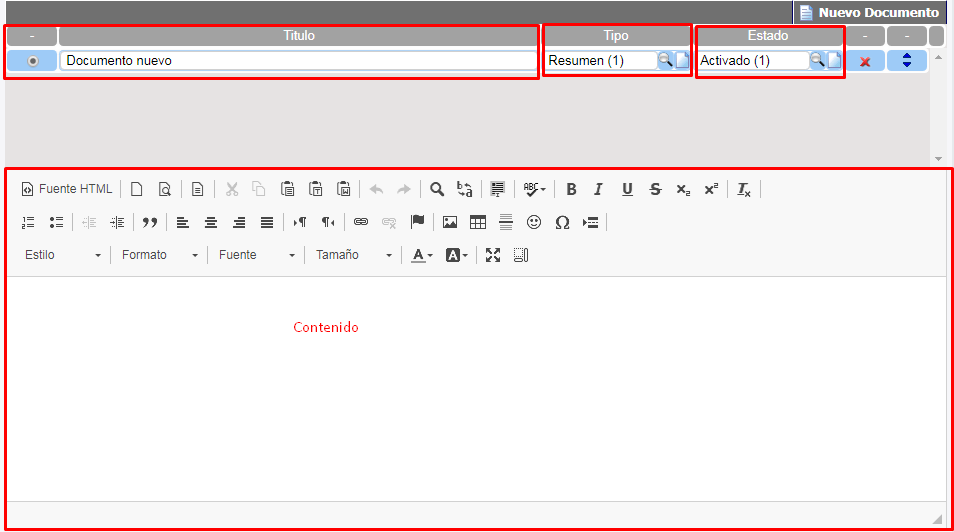 Nuevo Documento
- Titulo Tipo Estado - -
Documento nuevo Resumen (1) Activado (1)
Fuente HTML
Estilo Formato Fuente Tamaño
Contenido